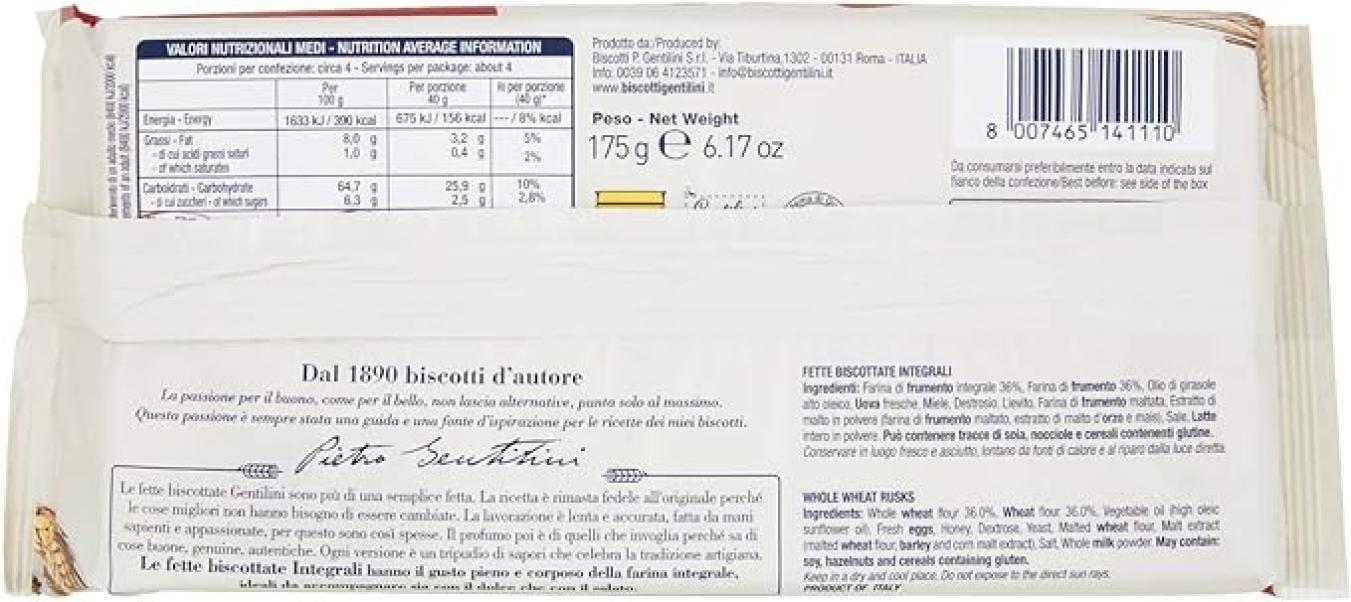 VALORI NUTRIZIONALI MEDI - NUTRITION AVERAGE INFORMATION
Porzioni per confezione: circa 4 - Servings per package: about 4
Per 100 g Per porzione 40 g RI per porzione (40 g)*
Energia - Energy 1633 kJ / 390 kcal 675 kJ / 156 kcal --- / 8% kcal
Grassi - Fat 8,0 g 3,2 g 5%
- di cui acidi grassi saturi 1,0 g 0,4 g 2%
- of which saturates
Carboidrati - Carbohydrate 64,7 g 25,9 g 10%
- di cui zuccheri - of which sugars 6,3 g 2,5 g 2,8%
Prodotto da:/Produced by:
Biscotti P. Gentilini S.r.l. - Via Tiburtina,1302 - 00131 Roma - ITALIA
Info: 0039 06 4123571 - info@biscottigentilini.it
www.biscottigentilini.it
Peso - Net Weight
175 g e 6.17 oz
8 007465 141110
Da consumarsi preferibilmente entro la data indicata sul
fianco della confezione/Best before: see side of the box
Dal 1890 biscotti d'autore
La passione per il buono, come per il bello, non lascia alternative, punta solo al massimo.
Questa passione è sempre stata una guida e una fonte d'ispirazione per le ricette dei miei biscotti.
Pietro Gentilini
Le fette biscottate Gentilini sono più di una semplice fetta. La ricetta è rimasta fedele all'originale perché
le cose migliori non hanno bisogno di essere cambiate. La lavorazione è lenta e accurata, fatta da mani
sapienti e appassionate, per questo sono così spesse. Il profumo poi è di quelli che invoglia perché sa di
cose buone, genuine, autentiche. Ogni versione è un tripudio di sapori che celebra la tradizione artigiana.
Le fette biscottate Integrali hanno il gusto pieno e corposo della farina integrale,
ideali da accompagnare sia con il dolce che con il salato.
FETTE BISCOTTATE INTEGRALI
Ingredienti: Farina di frumento integrale 36%, Farina di frumento 36%, Olio di girasole
alto oleico, Uova fresche, Miele, Destrosio, Lievito, Farina di frumento maltata, Estratto di
malto in polvere (farina di frumento maltato, estratto di malto d'orzo e mais), Sale, Latte
intero in polvere. Può contenere tracce di soia, nocciole e cereali contenenti glutine.
Conservare in luogo fresco e asciutto, lontano da fonti di calore e al riparo dalla luce diretta.
WHOLE WHEAT RUSKS
Ingredients: Whole wheat flour 36.0%, Wheat flour 36.0%, Vegetable oil (high oleic
sunflower oil), Fresh eggs, Honey, Dextrose, Yeast, Malted wheat flour, Malt extract
(malted wheat flour, barley and corn malt extract), Salt, Whole milk powder. May contain:
soy, hazelnuts and cereals containing gluten.
Keep in a dry and cool place. Do not expose to the direct sun rays.
PRODUCT OF ITALY